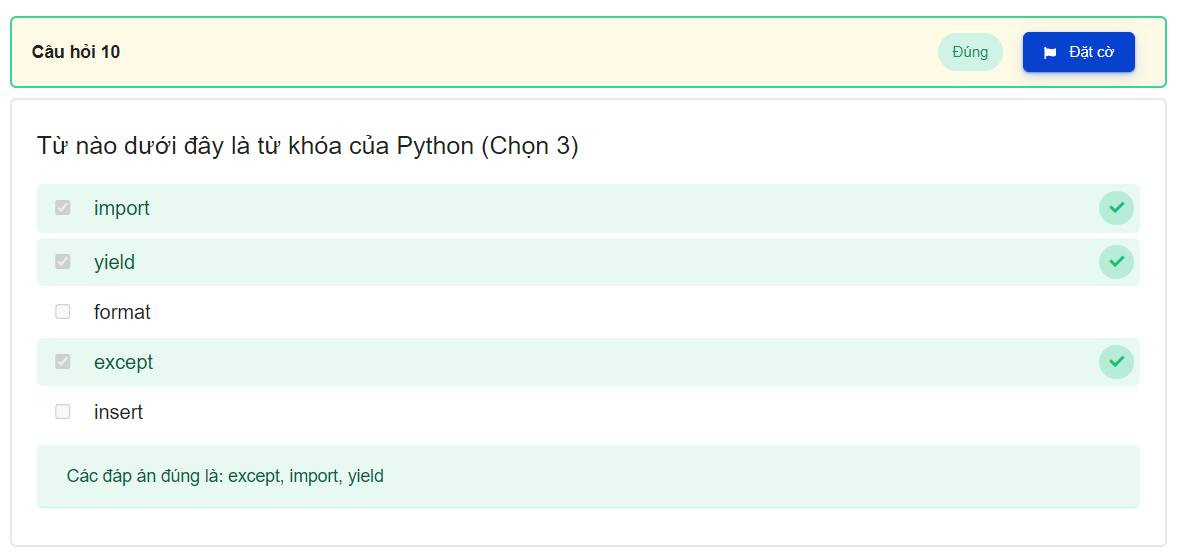 Câu hỏi 10
Đúng
Đặt cờ
Từ nào dưới đây là từ khóa của Python (Chọn 3)
import
yield
format
except
insert
Các đáp án đúng là: except, import, yield